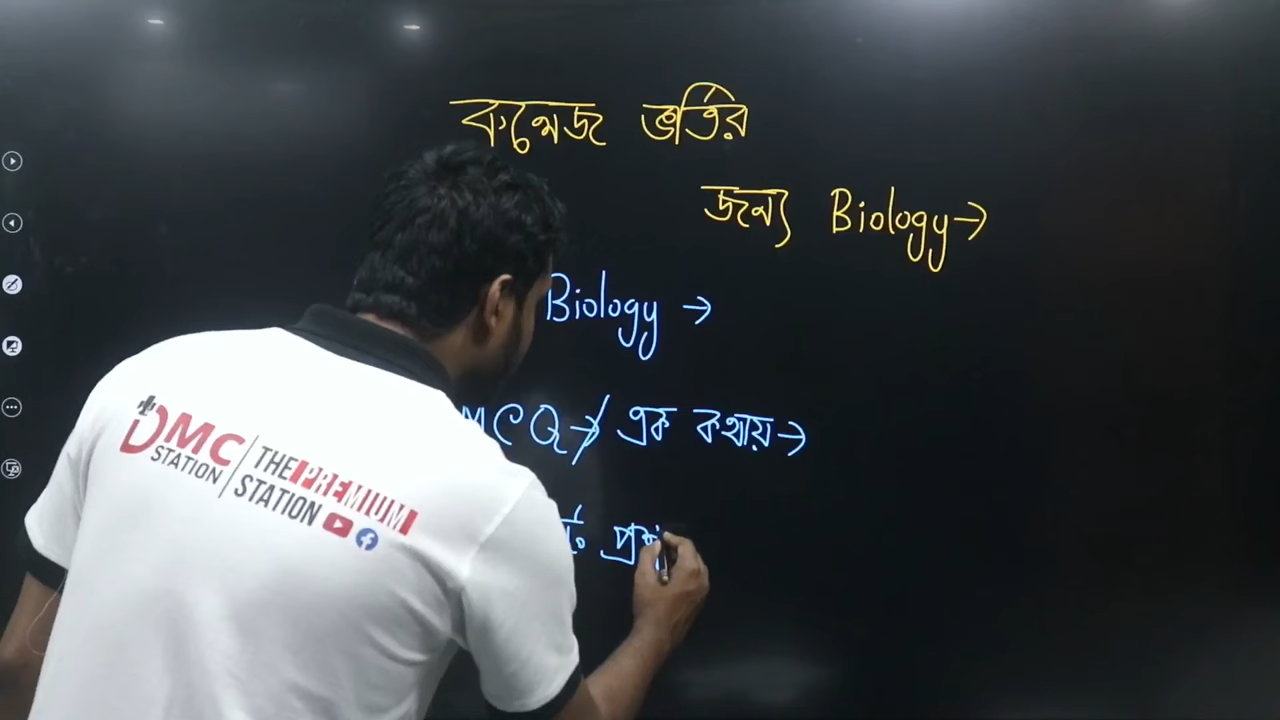 কলেজ ভর্তির
জন্য Biology→
Biology →
MCQ→/ এক কথায়→
DMC STATION
THE PREMIUM STATION